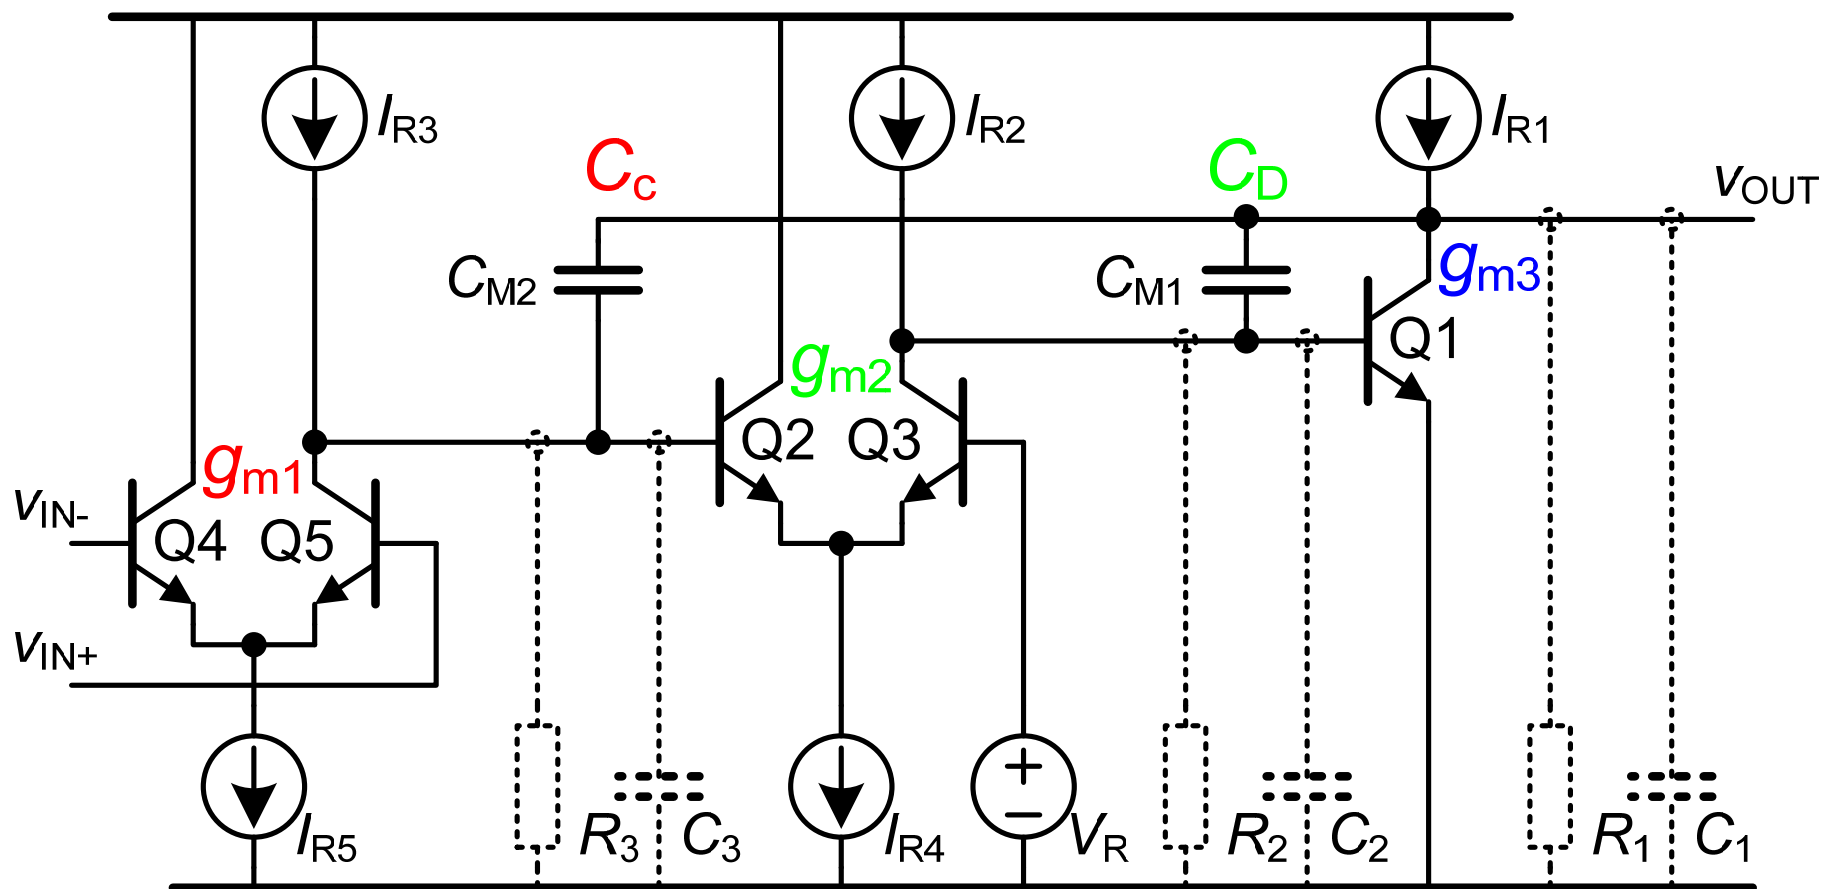 I_R3
I_R2
I_R1
C_c
C_D
v_OUT
C_M2
C_M1
g_m3
Q1
g_m2
Q2
Q3
g_m1
v_IN-
Q4
Q5
v_IN+
+
−
I_R5
R_3
C_3
I_R4
V_R
R_2
C_2
R_1
C_1